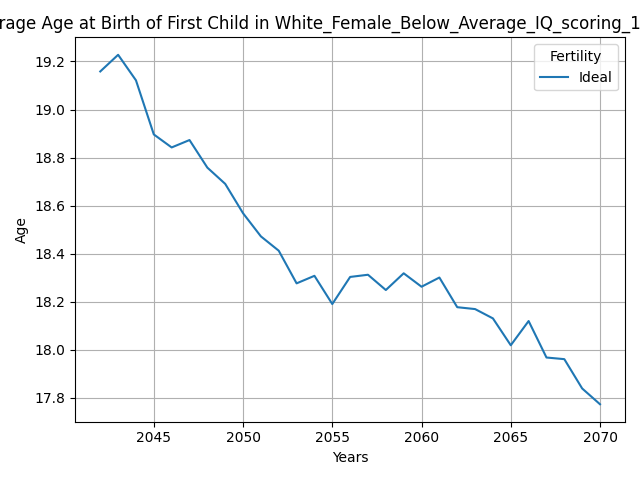 Age at Birth of First Child in White_Female_Below_Average_IQ_scoring_1
Fertility
Ideal
Age
19.2
19.0
18.8
18.6
18.4
18.2
18.0
17.8
2045 2050 2055 2060 2065 2070
Years